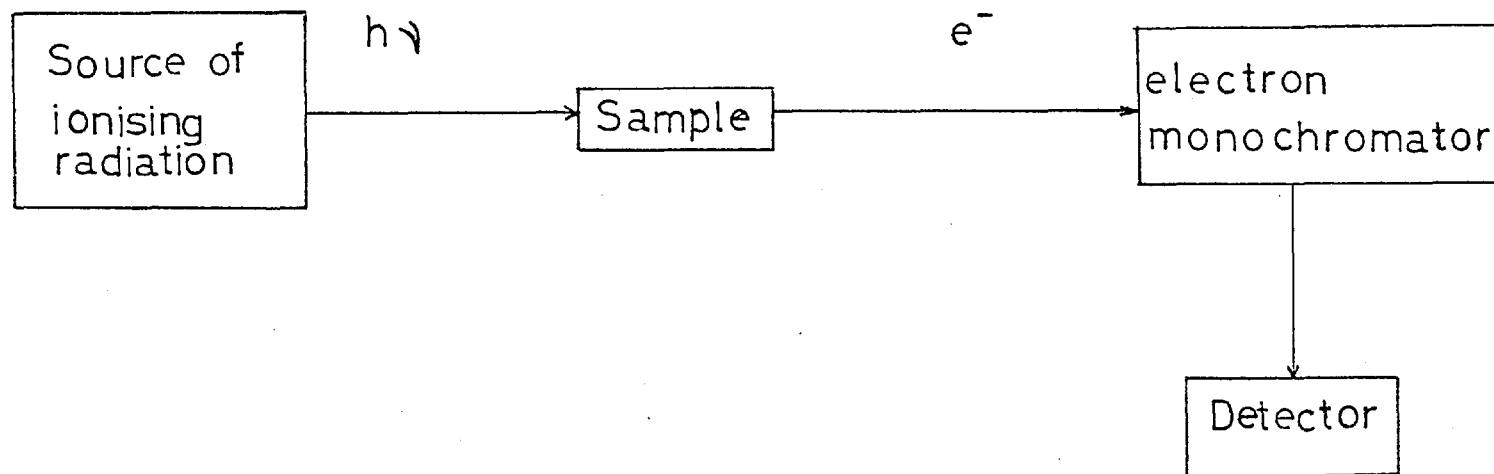 Source of
ionising
radiation
hν
Sample
e⁻
electron
monochromator
Detector